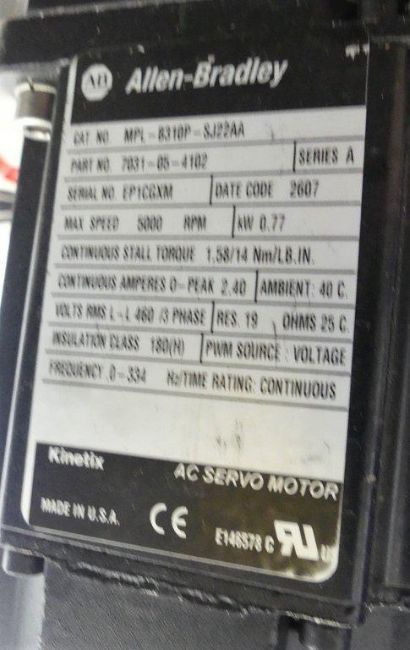 AB Allen-Bradley
CAT NO MPL-B310P-SJ22AA
PART NO 7031-05-4102 SERIES A
SERIAL NO EP1CGXM DATE CODE 2607
MAX SPEED 5000 RPM kW 0.77
CONTINUOUS STALL TORQUE 1.58/14 Nm/LB.IN.
CONTINUOUS AMPERES 0-PEAK 2.40 AMBIENT: 40 C.
VOLTS RMS L-L 460 /3 PHASE RES. 19 OHMS 25 C.
INSULATION CLASS 180(H) PWM SOURCE: VOLTAGE
FREQUENCY 0-334 Hz/TIME RATING: CONTINUOUS
Kinetix AC SERVO MOTOR
MADE IN U.S.A. CE E146578 C RU US